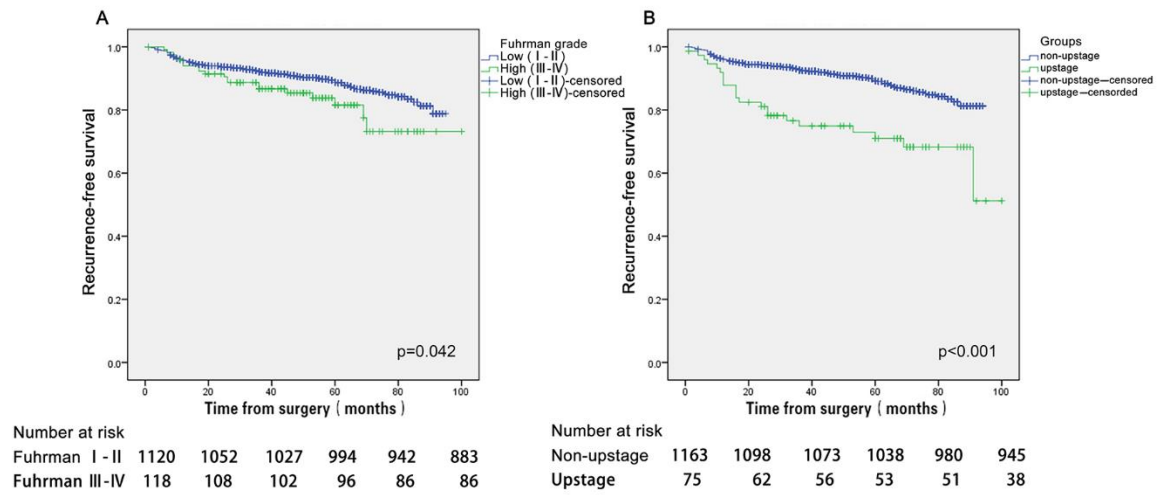 A
Fuhrman grade
Low ( I - II)
High (III-IV)
Low ( I - II)-censored
High (III-IV)-censored
Recurrence-free survival
1.0
0.8
0.6
0.4
0.2
0.0
p=0.042
0 20 40 60 80 100
Time from surgery ( months )
Number at risk
Fuhrman I - II 1120 1052 1027 994 942 883
Fuhrman III-IV 118 108 102 96 86 86
B
Groups
non-upstage
upstage
non-upstage—censored
upstage—censorded
Recurrence-free survival
1.0
0.8
0.6
0.4
0.2
0.0
p<0.001
0 20 40 60 80 100
Time from surgery ( months )
Number at risk
Non-upstage 1163 1098 1073 1038 980 945
Upstage 75 62 56 53 51 38